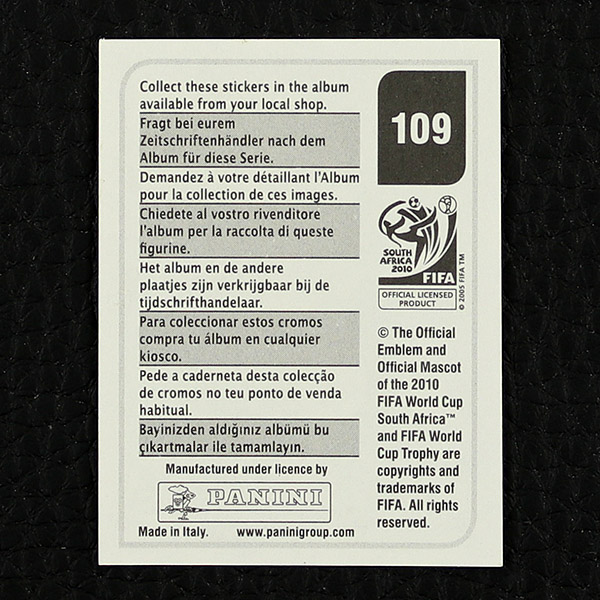 Collect these stickers in the album
available from your local shop.
Fragt bei eurem
Zeitschriftenhändler nach dem
Album für diese Serie.
Demandez à votre détaillant l'Album
pour la collection de ces images.
Chiedete al vostro rivenditore
l'album per la raccolta di queste
figurine.
Het album en de andere
plaatjes zijn verkrijgbaar bij de
tijdschrifthandelaar.
Para coleccionar estos cromos
compra tu álbum en cualquier
kiosco.
Pede a caderneta desta colecção
de cromos no teu ponto de venda
habitual.
Bayinizden aldığınız albümü bu
çıkartmalar ile tamamlayın.
Manufactured under licence by
PANINI
Made in Italy. www.paninigroup.com
109
SOUTH
AFRICA
2010
FIFA
OFFICIAL LICENSED
PRODUCT
© 2005 FIFA TM
© The Official
Emblem and
Official Mascot
of the 2010
FIFA World Cup
South Africa™
and FIFA World
Cup Trophy are
copyrights and
trademarks of
FIFA. All rights
reserved.